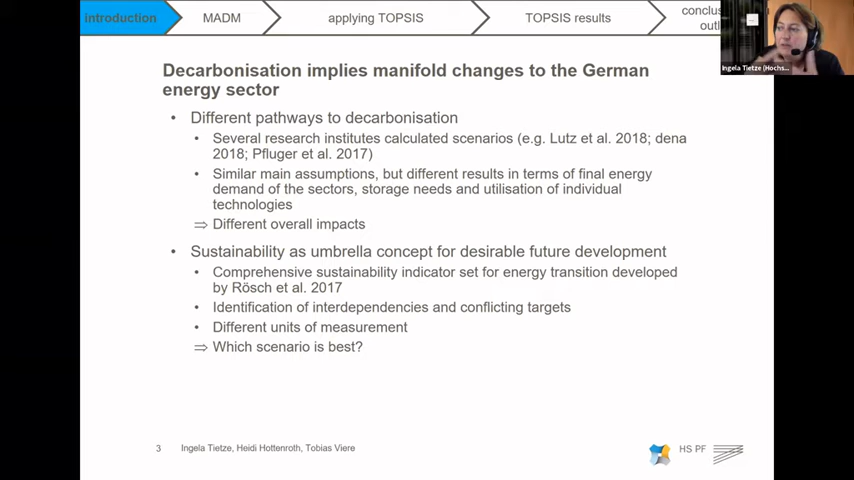 introduction
MADM
applying TOPSIS
TOPSIS results
Ingela Tietze (Hochs...
Decarbonisation implies manifold changes to the German
energy sector
• Different pathways to decarbonisation
• Several research institutes calculated scenarios (e.g. Lutz et al. 2018; dena
2018; Pfluger et al. 2017)
• Similar main assumptions, but different results in terms of final energy
demand of the sectors, storage needs and utilisation of individual
technologies
⇒ Different overall impacts
• Sustainability as umbrella concept for desirable future development
• Comprehensive sustainability indicator set for energy transition developed
by Rösch et al. 2017
• Identification of interdependencies and conflicting targets
• Different units of measurement
⇒ Which scenario is best?
3 Ingela Tietze, Heidi Hottenroth, Tobias Viere
HS PF